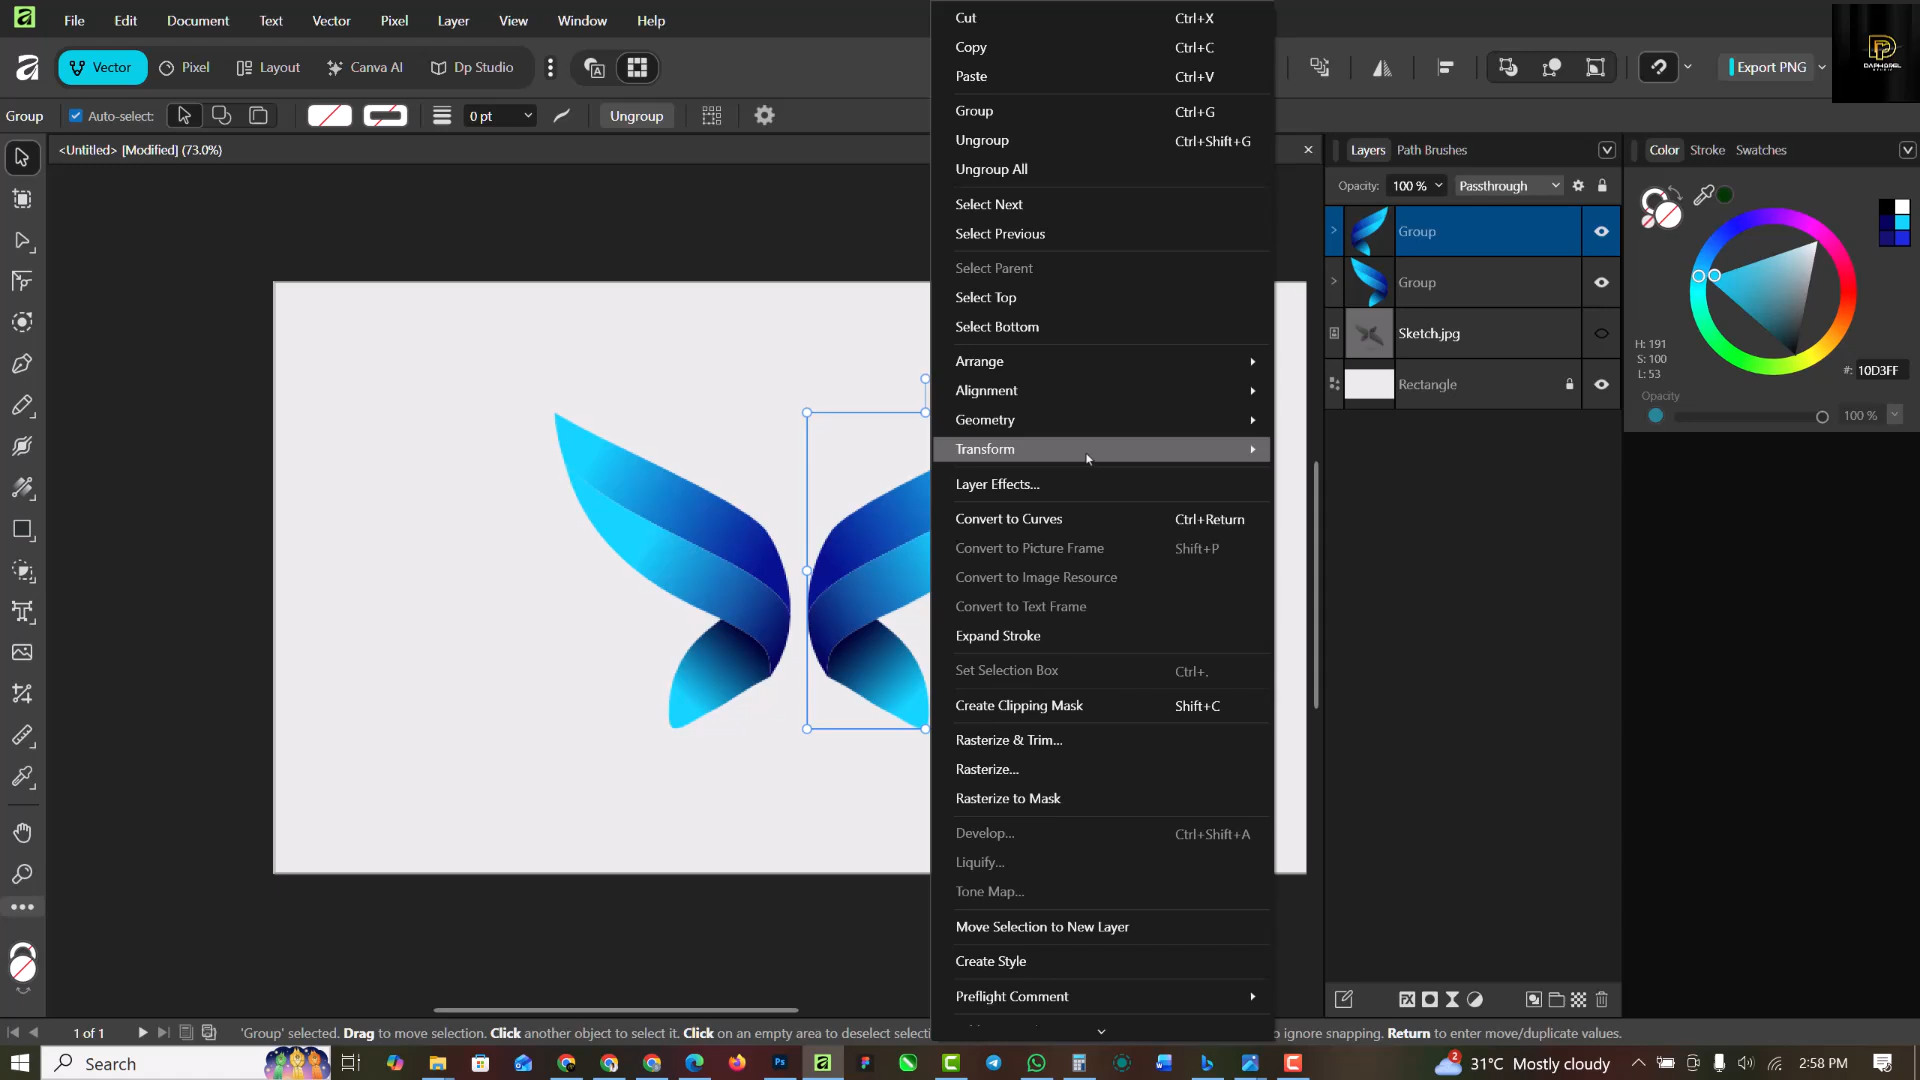 File Edit Document Text Vector Pixel Layer View Window Help
Vector Pixel Layout Canva AI Dp Studio Export PNG
DAPHOREL
Group Auto-select: 0 pt Ungroup
<Untitled> [Modified] (73.0%)
Cut Ctrl+X
Copy Ctrl+C
Paste Ctrl+V
Group Ctrl+G
Ungroup Ctrl+Shift+G
Ungroup All
Select Next
Select Previous
Select Parent
Select Top
Select Bottom
Arrange
Alignment
Geometry
Transform
Layer Effects...
Convert to Curves Ctrl+Return
Convert to Picture Frame Shift+P
Convert to Image Resource
Convert to Text Frame
Expand Stroke
Set Selection Box Ctrl+.
Create Clipping Mask Shift+C
Rasterize & Trim...
Rasterize...
Rasterize to Mask
Develop... Ctrl+Shift+A
Liquify...
Tone Map...
Move Selection to New Layer
Create Style
Preflight Comment
Layers Path Brushes
Opacity: 100 % Passthrough
Group
Group
Sketch.jpg
Rectangle
Color Stroke Swatches
H: 191
S: 100
L: 53
#: 10D3FF
Opacity
100 %
1 of 1 'Group' selected. Drag to move selection. Click another object to select it. Click on an empty area to deselect selecti to ignore snapping. Return to enter move/duplicate values.
Search 2 31°C Mostly cloudy 2:58 PM